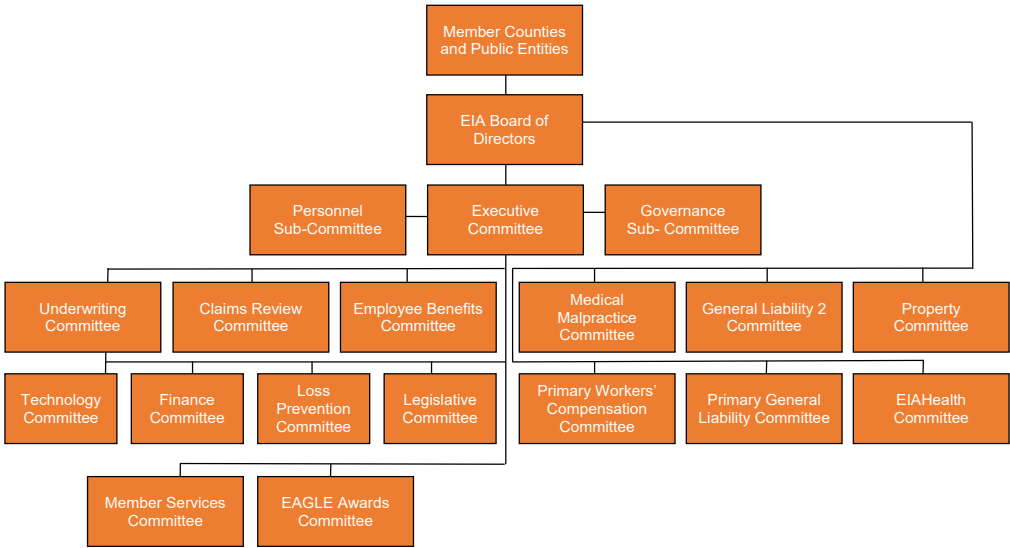 Member Counties
and Public Entities
EIA Board of
Directors
Personnel
Sub-Committee
Executive
Committee
Governance
Sub- Committee
Underwriting
Committee
Claims Review
Committee
Employee Benefits
Committee
Medical
Malpractice
Committee
General Liability 2
Committee
Property
Committee
Technology
Committee
Finance
Committee
Loss
Prevention
Committee
Legislative
Committee
Primary Workers’
Compensation
Committee
Primary General
Liability Committee
EIAHealth
Committee
Member Services
Committee
EAGLE Awards
Committee